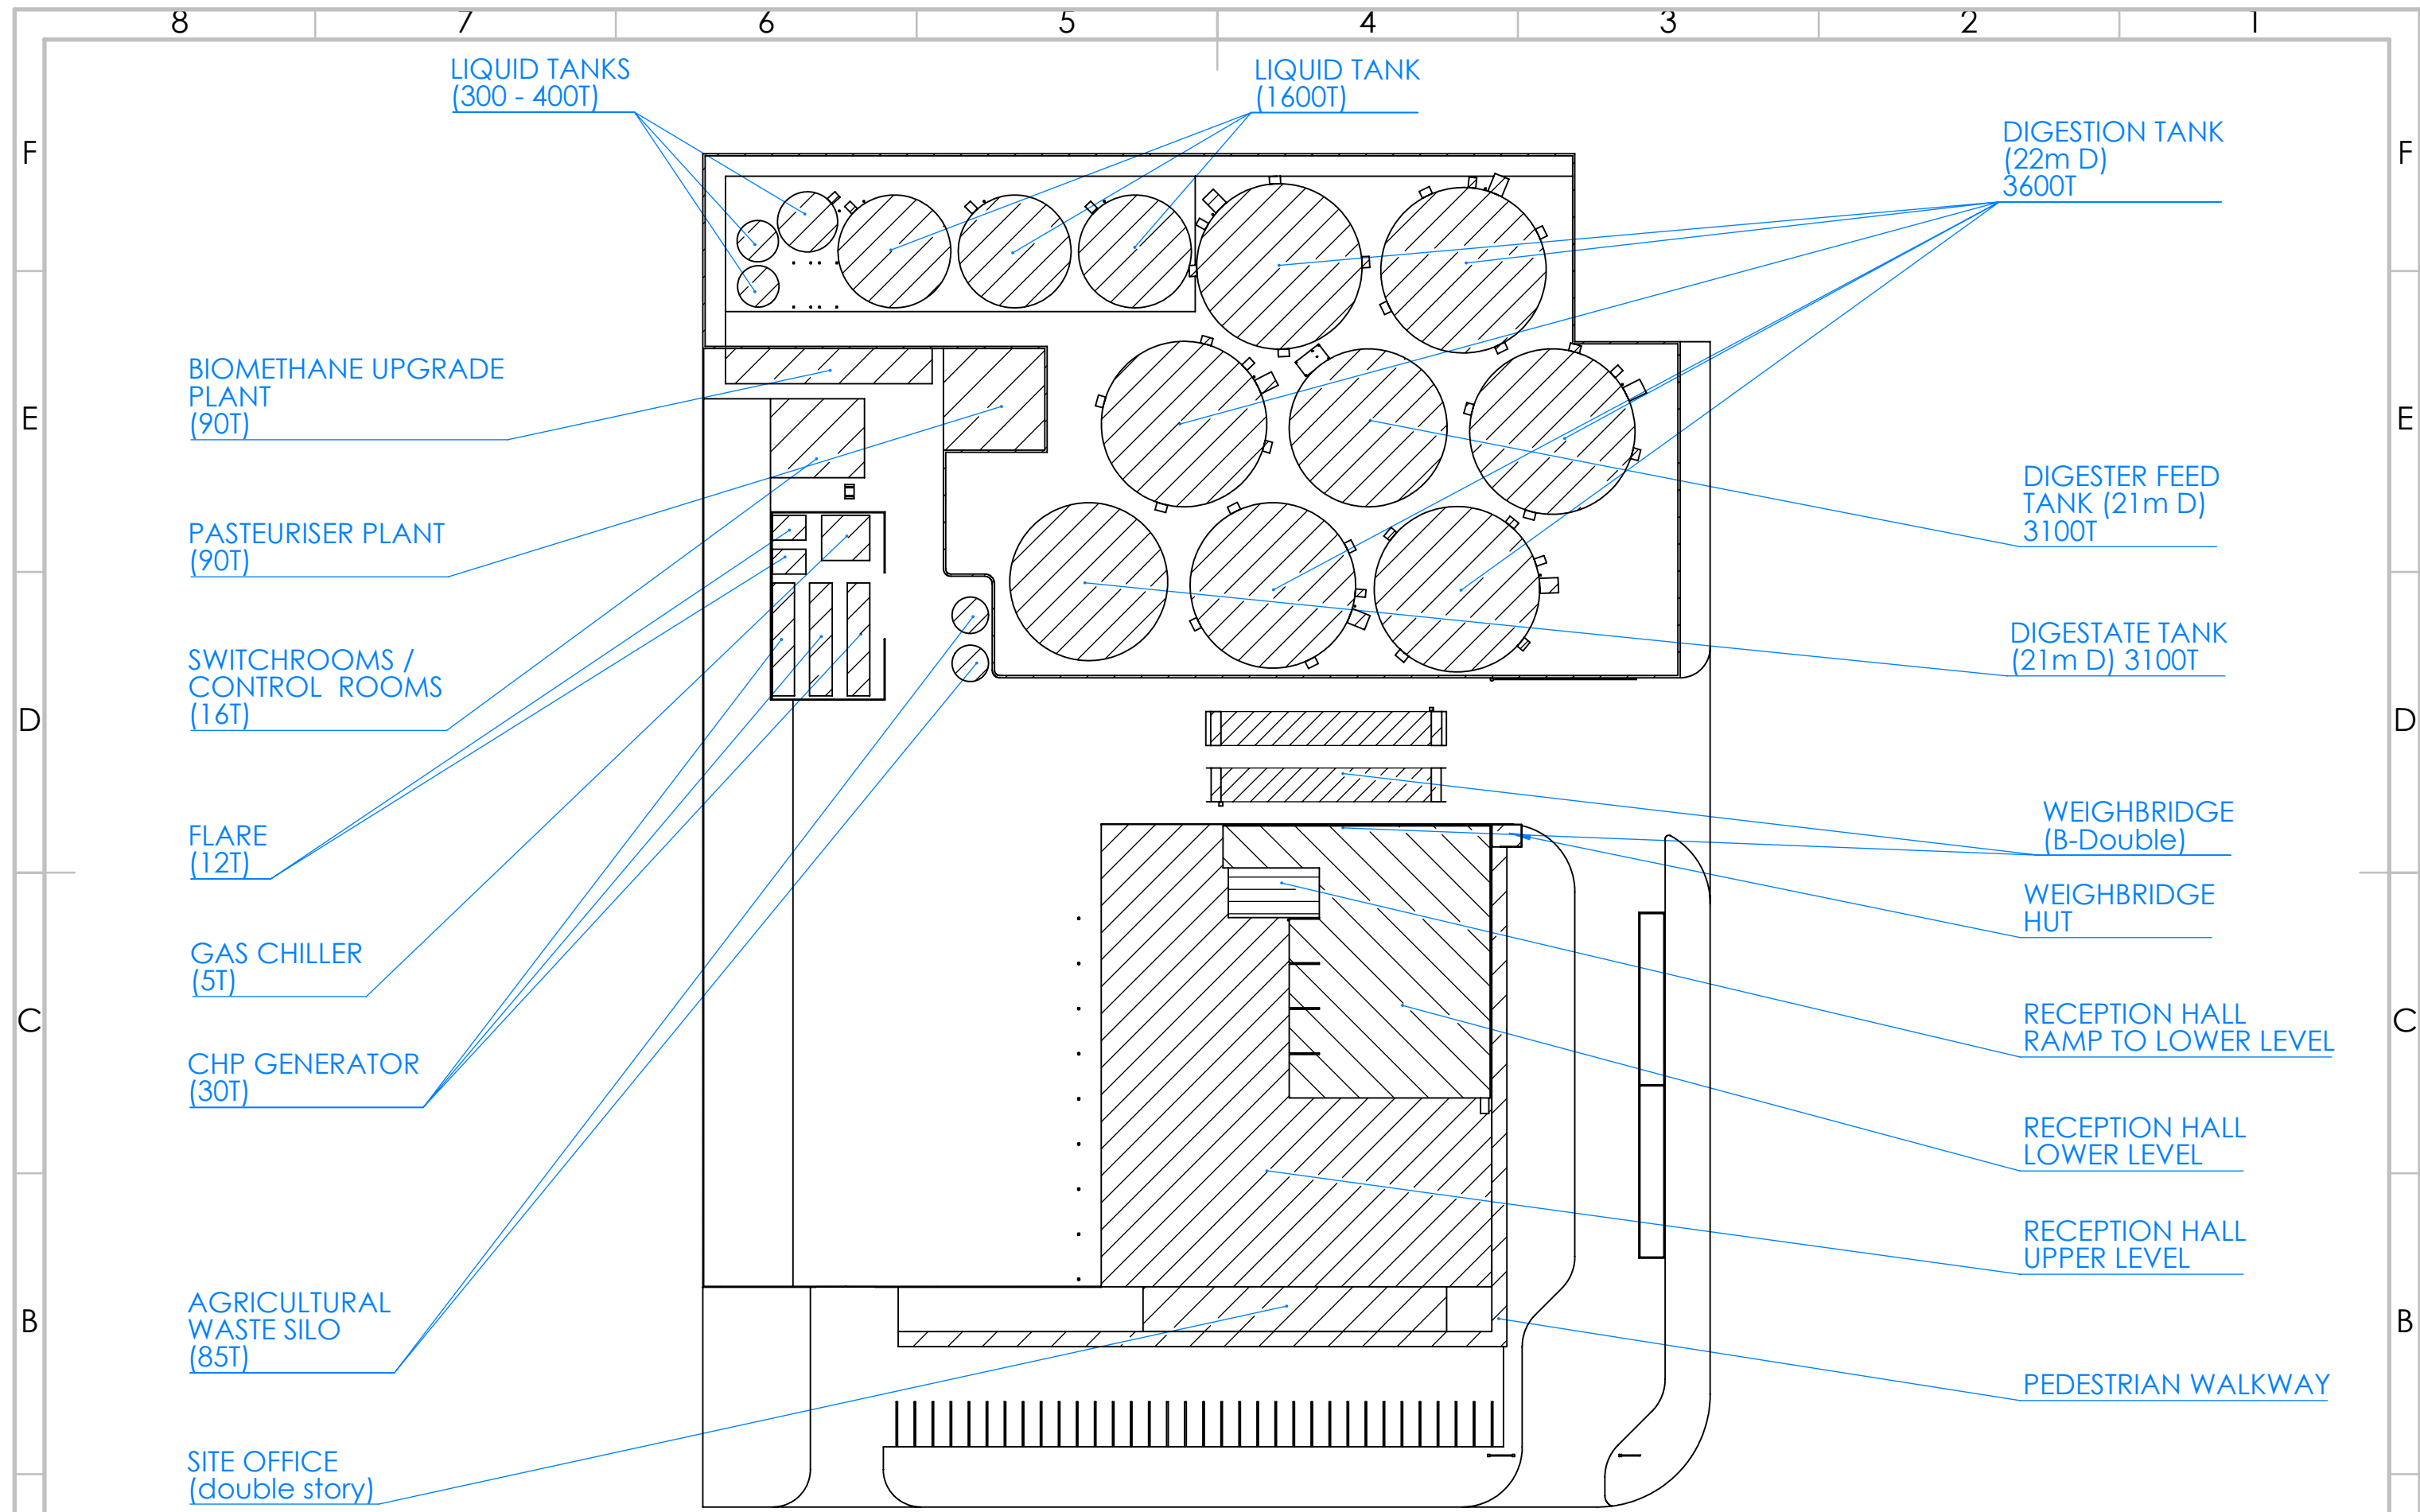 8 7 6 5 4 3 2 1
LIQUID TANKS
(300 - 400T)
LIQUID TANK
(1600T)
F
F
DIGESTION TANK
(22m D)
3600T
BIOMETHANE UPGRADE
PLANT
(90T)
E
E
DIGESTER FEED
TANK (21m D)
3100T
PASTEURISER PLANT
(90T)
DIGESTATE TANK
(21m D) 3100T
SWITCHROOMS /
CONTROL ROOMS
(16T)
D
D
WEIGHBRIDGE
(B-Double)
FLARE
(12T)
WEIGHBRIDGE
HUT
GAS CHILLER
(5T)
RECEPTION HALL
RAMP TO LOWER LEVEL
C
C
CHP GENERATOR
(30T)
RECEPTION HALL
LOWER LEVEL
RECEPTION HALL
UPPER LEVEL
AGRICULTURAL
WASTE SILO
(85T)
B
B
PEDESTRIAN WALKWAY
SITE OFFICE
(double story)